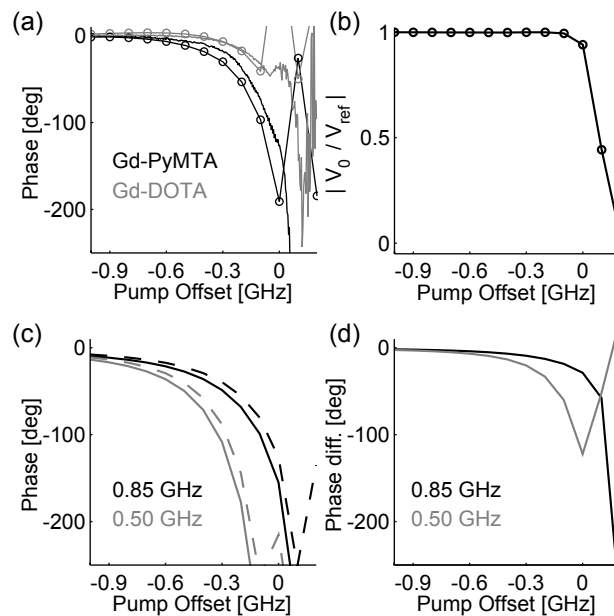 (a)
0
-100
-200
Phase [deg]
Gd-PyMTA
Gd-DOTA
-0.9 -0.6 -0.3 0
Pump Offset [GHz]
(b)
1
0.5
0
| V0 / Vref |
-0.9 -0.6 -0.3 0
Pump Offset [GHz]
(c)
0
-100
-200
Phase [deg]
0.85 GHz
0.50 GHz
-0.9 -0.6 -0.3 0
Pump Offset [GHz]
(d)
0
-100
-200
Phase diff. [deg]
0.85 GHz
0.50 GHz
-0.9 -0.6 -0.3 0
Pump Offset [GHz]